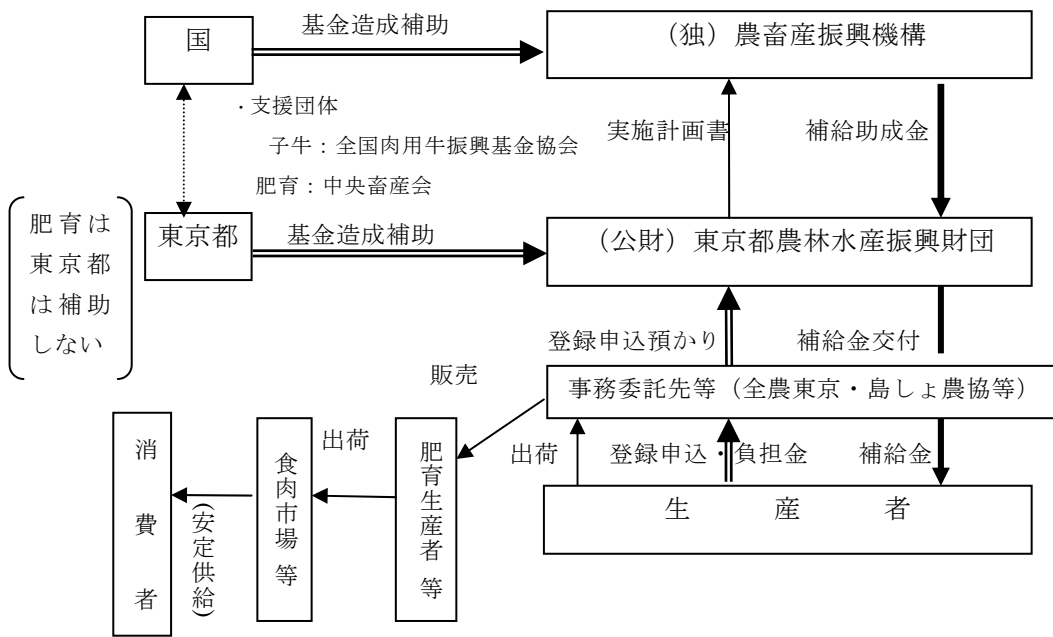 国
基金造成補助
（独）農畜産振興機構
・支援団体
子牛：全国肉用牛振興基金協会
肥育：中央畜産会
実施計画書
補給助成金
肥育は
東京都
は補助
しない
東京都
基金造成補助
（公財）東京都農林水産振興財団
登録申込預かり
補給金交付
販売
事務委託先等（全農東京・島しょ農協等）
消費者
(安定供給)
出荷
食肉市場 等
肥育生産者 等
出荷
登録申込・負担金
補給金
生産者